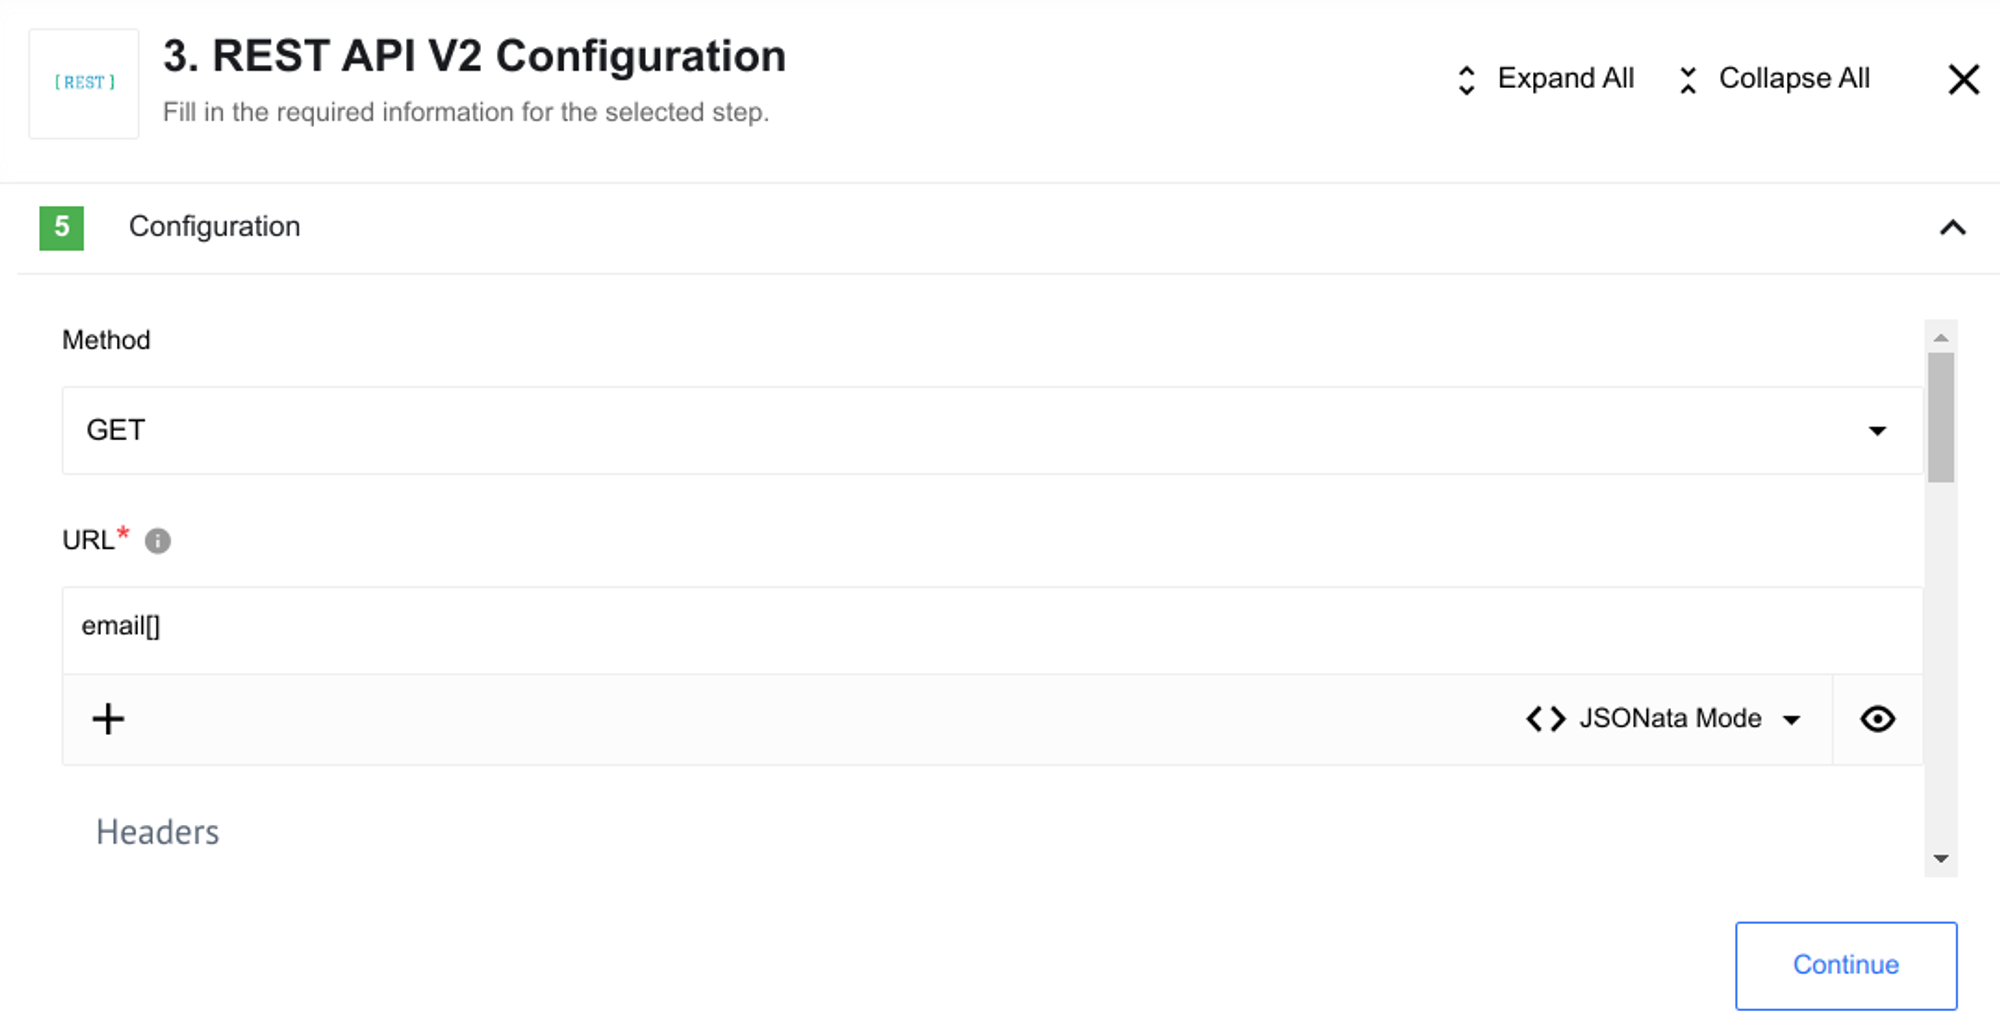 [REST]
3. REST API V2 Configuration
Fill in the required information for the selected step.
Expand All
Collapse All
5 Configuration
Method
GET
URL*
email[]
JSONata Mode
Headers
Continue